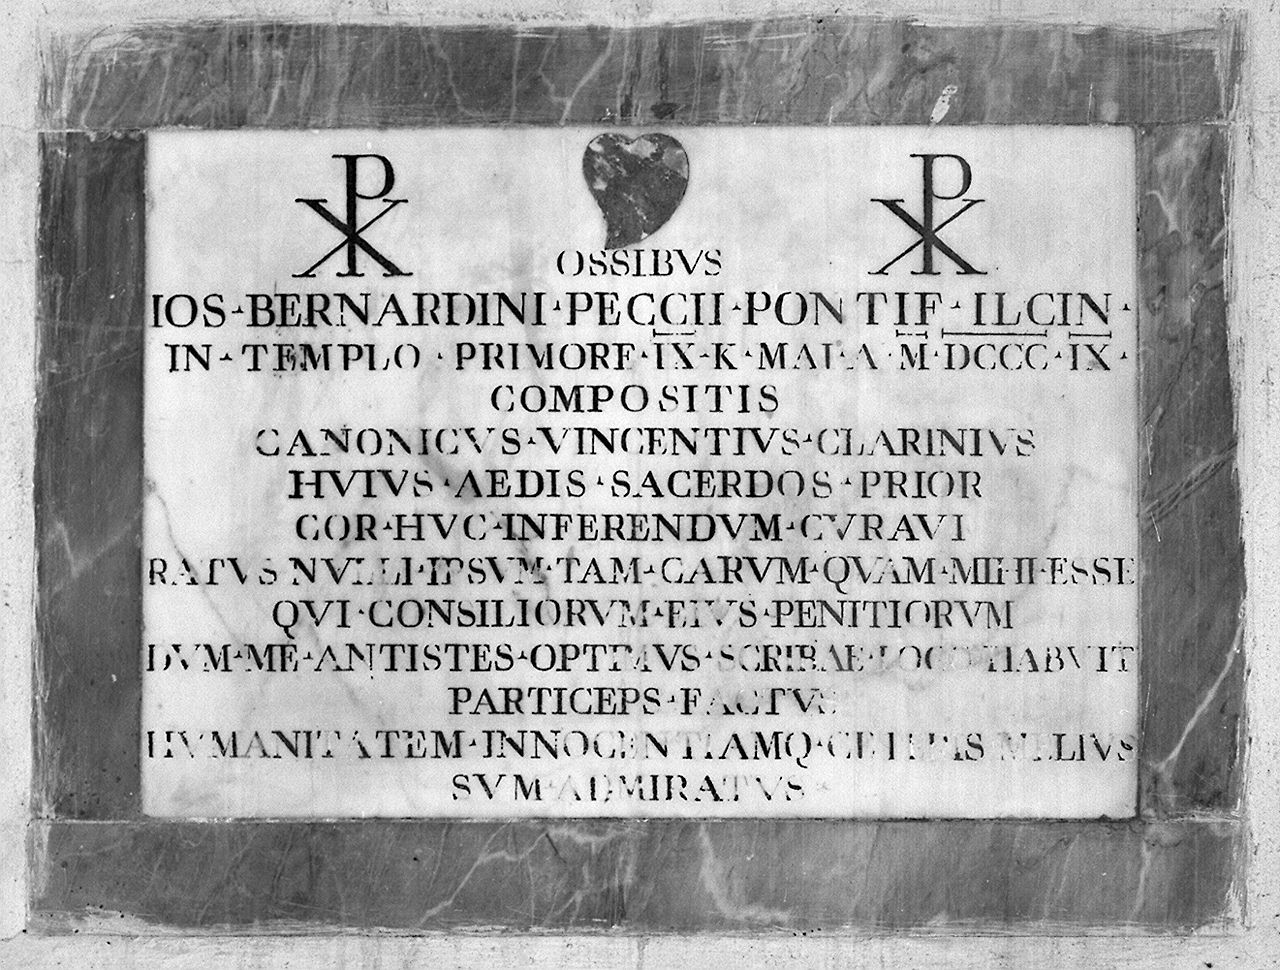 OSSIBVS
IOS·BERNARDINI·PECCII·PONTIF·ILCIN·
IN·TEMPLO·PRIMORE·IX·K·MAI·A·M·DCCC·IX·
COMPOSITIS
CANONICVS·VINCENTIVS·CLARINIVS
HVIVS·AEDIS·SACERDOS·PRIOR
COR·HVC·INFERENDVM·CVRAVI
RATVS NVLLI·IPSVM·TAM·CARVM·QVAM·MIHI·ESSE
QVI·CONSILIORVM·EIVS·PENITIORVM
DVM·ME·ANTISTES·OPTIMVS·SCRIBAE·LOCO·HABVIT
PARTICEPS·FACTVS
HVMANITATEM·INNOCENTIAMQ·CETERIS MELIVS
SVM·ADMIRATVS